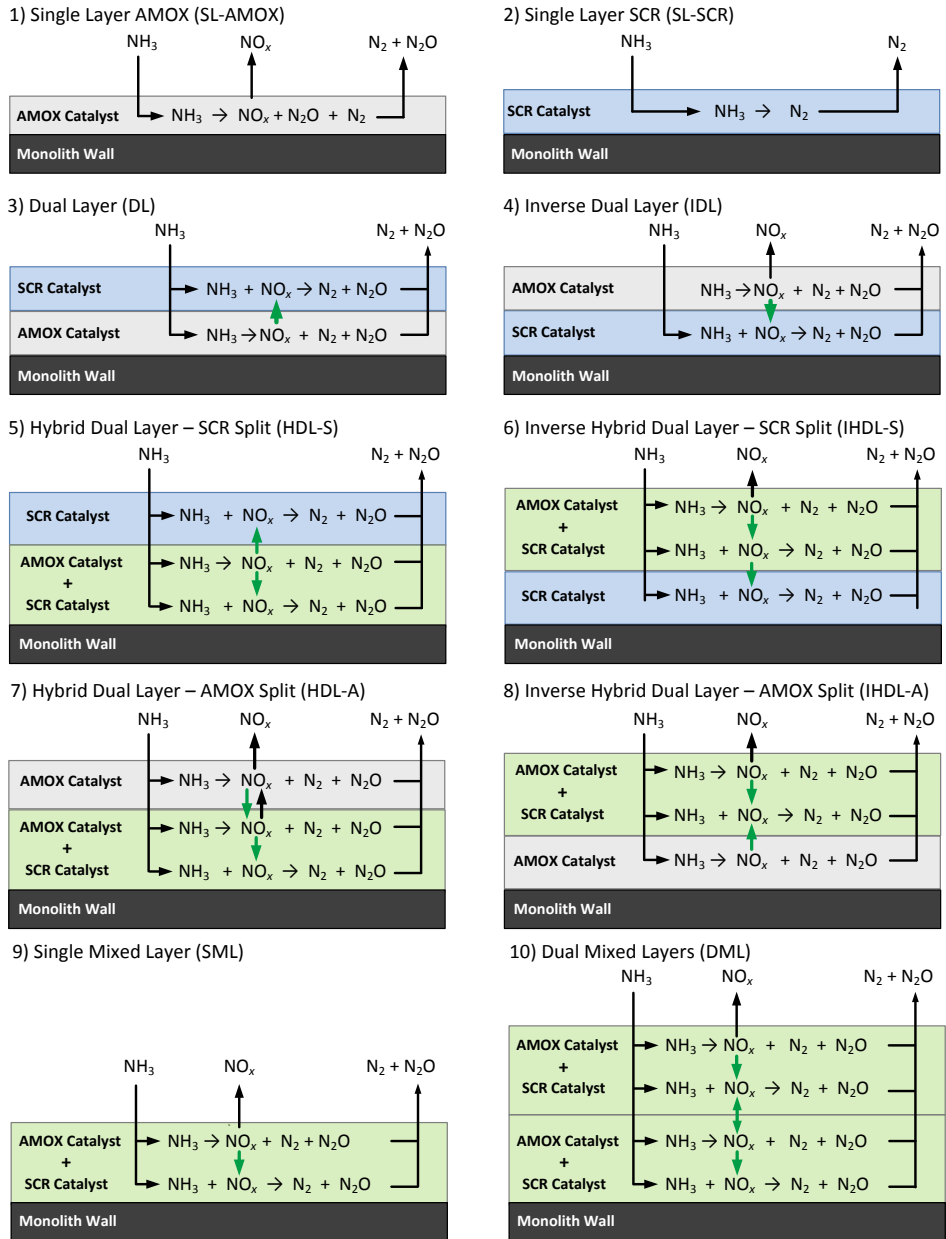 1) Single Layer AMOX (SL-AMOX)
NH₃ NOₓ N₂ + N₂O
AMOX Catalyst NH₃ → NOₓ + N₂O + N₂
Monolith Wall
2) Single Layer SCR (SL-SCR)
NH₃ N₂
SCR Catalyst NH₃ → N₂
Monolith Wall
3) Dual Layer (DL)
NH₃ N₂ + N₂O
SCR Catalyst NH₃ + NOₓ → N₂ + N₂O
AMOX Catalyst NH₃ → NOₓ + N₂ + N₂O
Monolith Wall
4) Inverse Dual Layer (IDL)
NH₃ NOₓ N₂ + N₂O
AMOX Catalyst NH₃ → NOₓ + N₂ + N₂O
SCR Catalyst NH₃ + NOₓ → N₂ + N₂O
Monolith Wall
5) Hybrid Dual Layer – SCR Split (HDL-S)
NH₃ N₂ + N₂O
SCR Catalyst NH₃ + NOₓ → N₂ + N₂O
AMOX Catalyst NH₃ → NOₓ + N₂ + N₂O
+
SCR Catalyst NH₃ + NOₓ → N₂ + N₂O
Monolith Wall
6) Inverse Hybrid Dual Layer – SCR Split (IHDL-S)
NH₃ NOₓ N₂ + N₂O
AMOX Catalyst NH₃ → NOₓ + N₂ + N₂O
+
SCR Catalyst NH₃ + NOₓ → N₂ + N₂O
SCR Catalyst NH₃ + NOₓ → N₂ + N₂O
Monolith Wall
7) Hybrid Dual Layer – AMOX Split (HDL-A)
NH₃ NOₓ N₂ + N₂O
AMOX Catalyst NH₃ → NOₓ + N₂ + N₂O
AMOX Catalyst NH₃ → NOₓ + N₂ + N₂O
+
SCR Catalyst NH₃ + NOₓ → N₂ + N₂O
Monolith Wall
8) Inverse Hybrid Dual Layer – AMOX Split (IHDL-A)
NH₃ NOₓ N₂ + N₂O
AMOX Catalyst NH₃ → NOₓ + N₂ + N₂O
+
SCR Catalyst NH₃ + NOₓ → N₂ + N₂O
AMOX Catalyst NH₃ → NOₓ + N₂ + N₂O
Monolith Wall
9) Single Mixed Layer (SML)
NH₃ NOₓ N₂ + N₂O
AMOX Catalyst NH₃ → NOₓ + N₂ + N₂O
+
SCR Catalyst NH₃ + NOₓ → N₂ + N₂O
Monolith Wall
10) Dual Mixed Layers (DML)
NH₃ NOₓ N₂ + N₂O
AMOX Catalyst NH₃ → NOₓ + N₂ + N₂O
+
SCR Catalyst NH₃ + NOₓ → N₂ + N₂O
AMOX Catalyst NH₃ → NOₓ + N₂ + N₂O
+
SCR Catalyst NH₃ + NOₓ → N₂ + N₂O
Monolith Wall